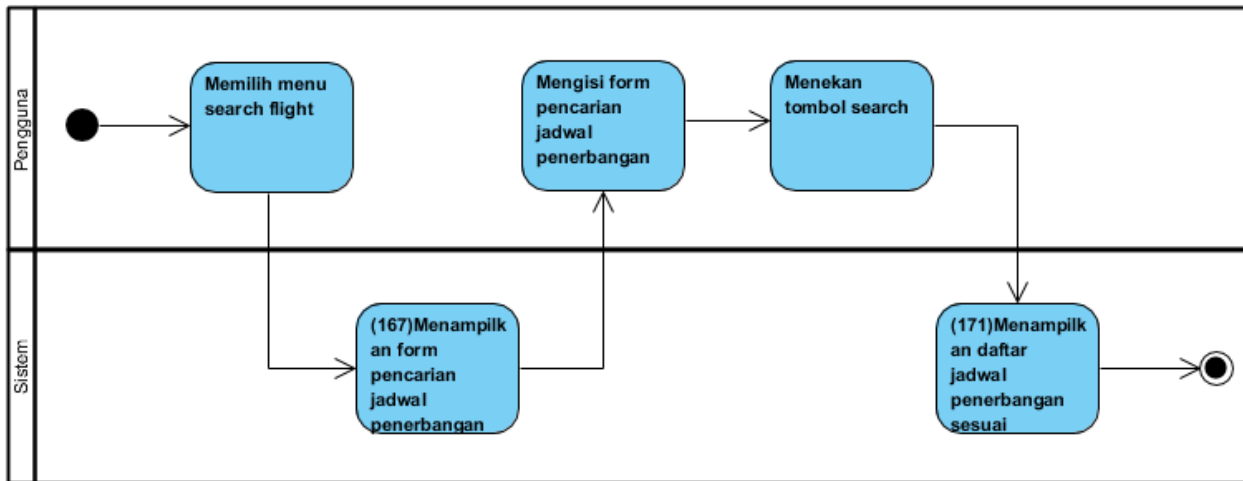 Pengguna
Memilih menu
search flight
Mengisi form
pencarian
jadwal
penerbangan
Menekan
tombol search
Sistem
(167)Menampilk
an form
pencarian
jadwal
penerbangan
(171)Menampilk
an daftar
jadwal
penerbangan
sesuai